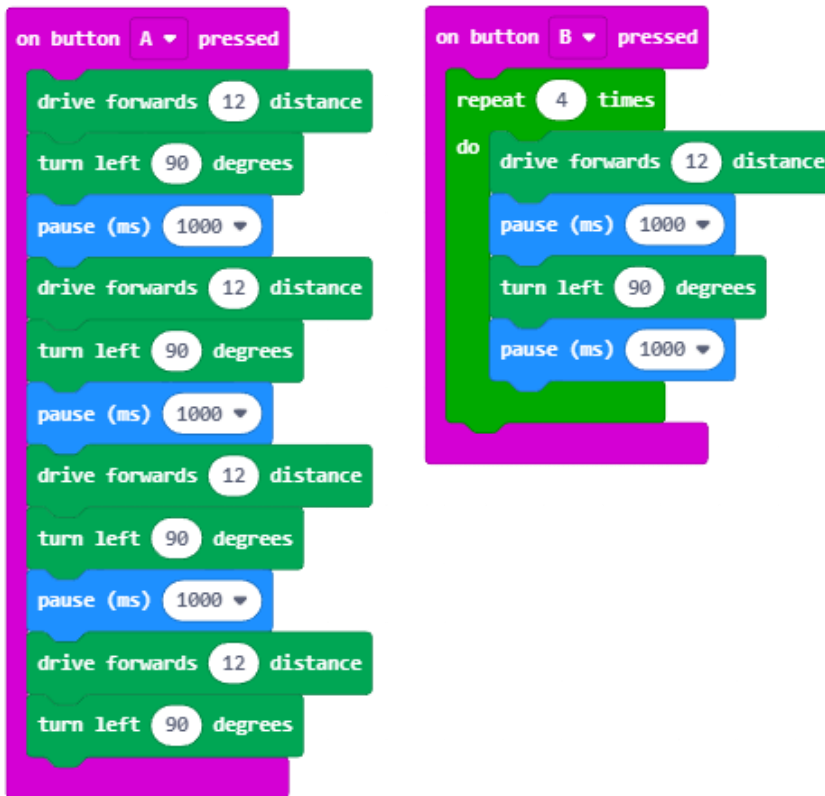 on button A pressed
drive forwards 12 distance
turn left 90 degrees
pause (ms) 1000
drive forwards 12 distance
turn left 90 degrees
pause (ms) 1000
drive forwards 12 distance
turn left 90 degrees
pause (ms) 1000
drive forwards 12 distance
turn left 90 degrees
on button B pressed
repeat 4 times
do
drive forwards 12 distance
pause (ms) 1000
turn left 90 degrees
pause (ms) 1000